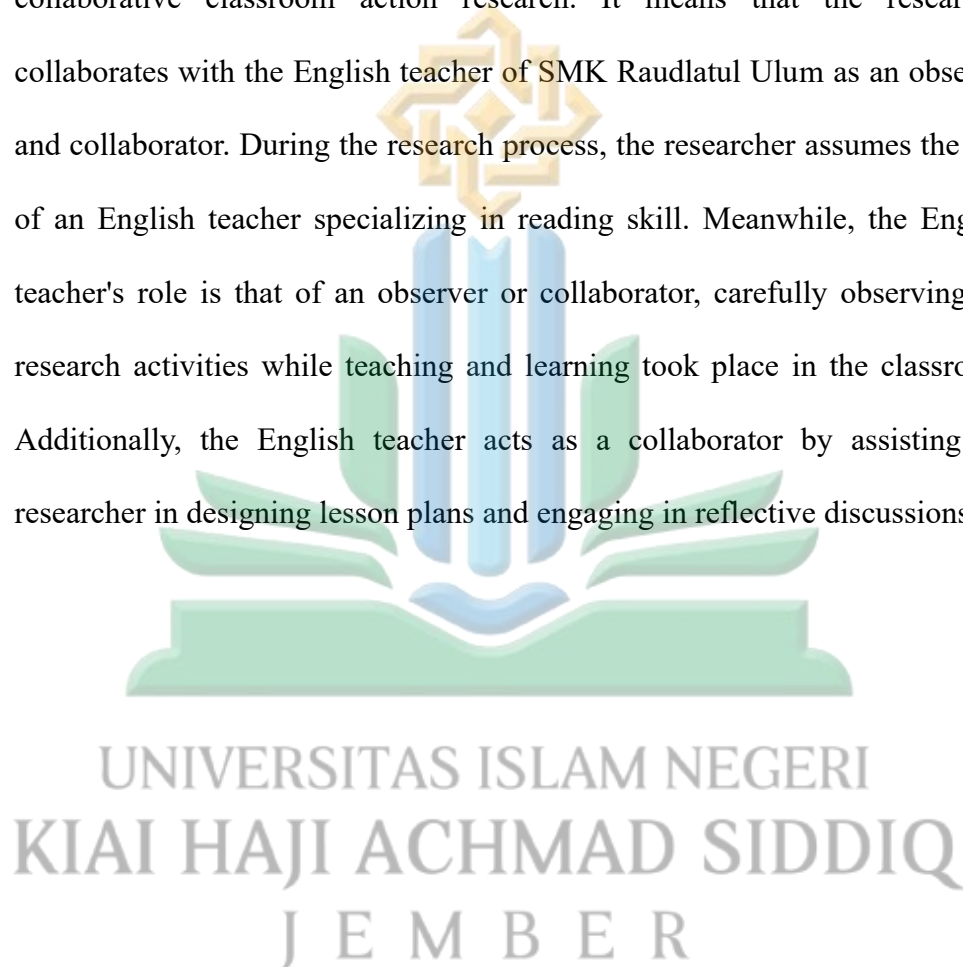 collaborative classroom action research. It means that the resear
collaborates with the English teacher of SMK Raudlatul Ulum as an obse
and collaborator. During the research process, the researcher assumes the
of an English teacher specializing in reading skill. Meanwhile, the Eng
teacher's role is that of an observer or collaborator, carefully observing
research activities while teaching and learning took place in the classro
Additionally, the English teacher acts as a collaborator by assisting
researcher in designing lesson plans and engaging in reflective discussions
UNIVERSITAS ISLAM NEGERI
KIAI HAJI ACHMAD SIDDIQ
JEMBER